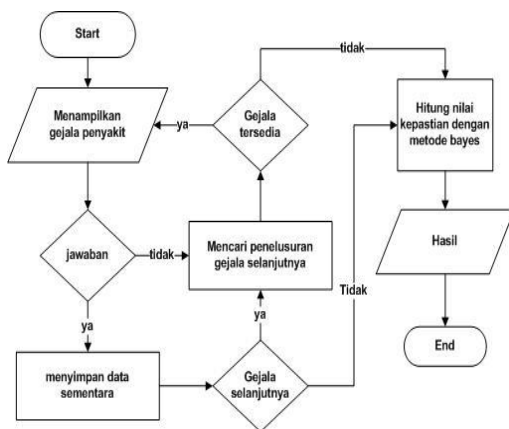 Start
tidak
Menampilkan
gejala penyakit
ya
Gejala
tersedia
Hitung nilai
kepastian dengan
metode bayes
jawaban
tidak
Mencari penelusuran
gejala selanjutnya
Hasil
Tidak
ya
ya
End
menyimpan data
sementara
Gejala
selanjutnya